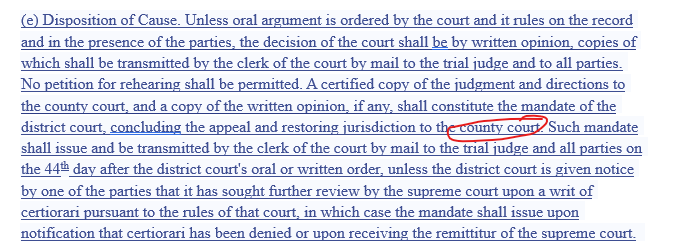 (e) Disposition of Cause. Unless oral argument is ordered by the court and it rules on the record
and in the presence of the parties, the decision of the court shall be by written opinion, copies of
which shall be transmitted by the clerk of the court by mail to the trial judge and to all parties.
No petition for rehearing shall be permitted. A certified copy of the judgment and directions to
the county court, and a copy of the written opinion, if any, shall constitute the mandate of the
district court, concluding the appeal and restoring jurisdiction to the county court. Such mandate
shall issue and be transmitted by the clerk of the court by mail to the trial judge and all parties on
the 44th day after the district court's oral or written order, unless the district court is given notice
by one of the parties that it has sought further review by the supreme court upon a writ of
certiorari pursuant to the rules of that court, in which case the mandate shall issue upon
notification that certiorari has been denied or upon receiving the remittitur of the supreme court.